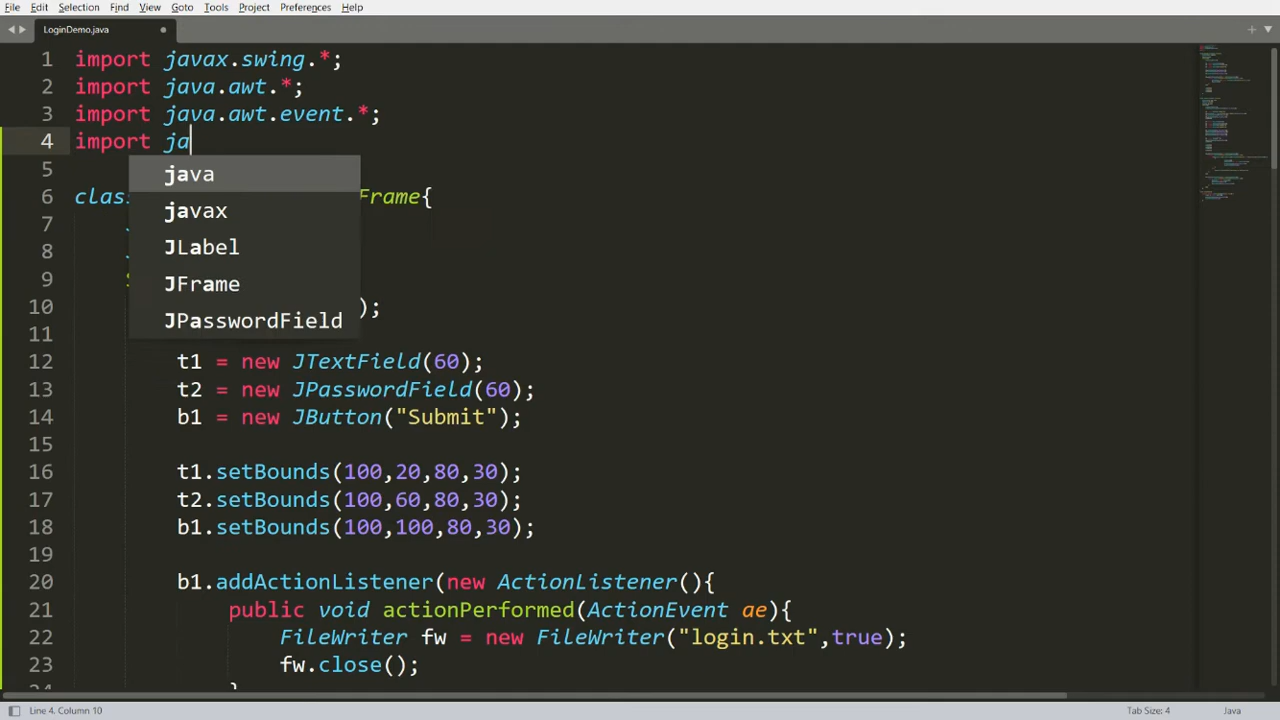 File Edit Selection Find View Goto Tools Project Preferences Help
LoginDemo.java
1 import javax.swing.*;
2 import java.awt.*;
3 import java.awt.event.*;
4 import ja
5 java
6 clas Frame{
7 javax
8 JLabel
9 JFrame
10 );
11 JPasswordField
12 t1 = new JTextField(60);
13 t2 = new JPasswordField(60);
14 b1 = new JButton("Submit");
15
16 t1.setBounds(100,20,80,30);
17 t2.setBounds(100,60,80,30);
18 b1.setBounds(100,100,80,30);
19
20 b1.addActionListener(new ActionListener(){
21 public void actionPerformed(ActionEvent ae){
22 FileWriter fw = new FileWriter("login.txt",true);
23 fw.close();
Line 4, Column 10 Tab Size: 4 Java